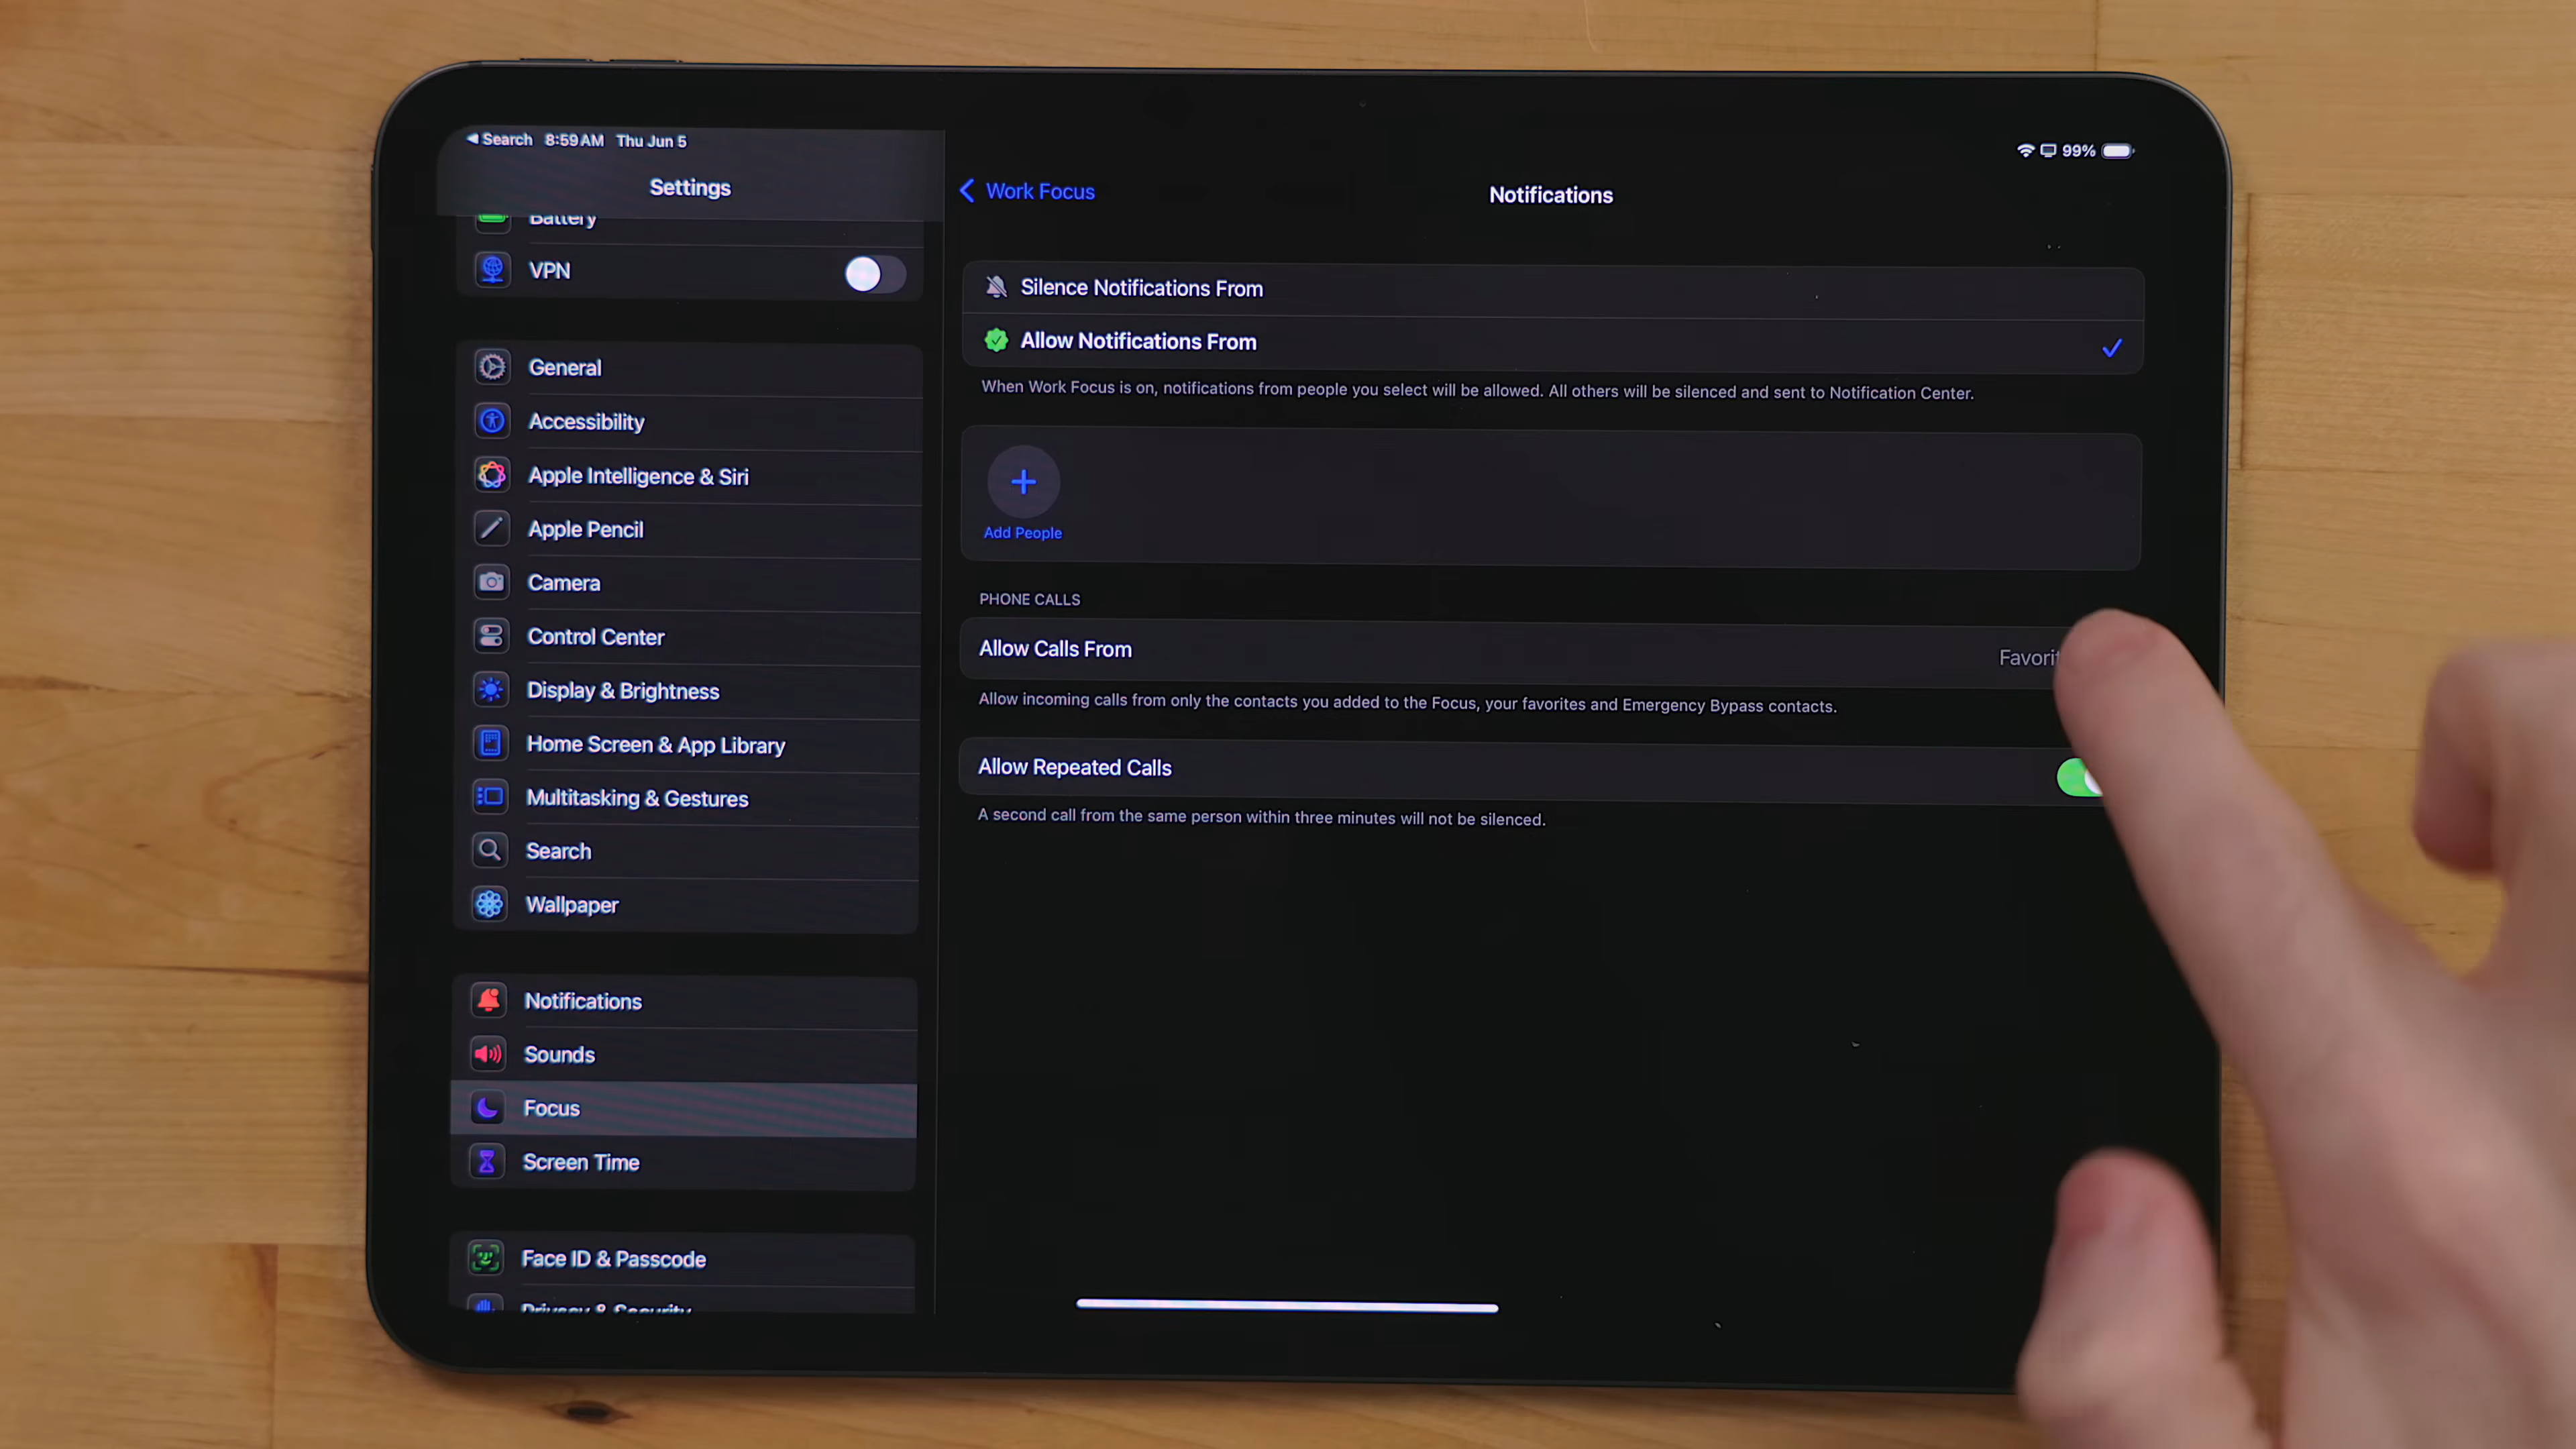 ◀ Search 8:59 AM Thu Jun 5
99%
Settings
Battery
VPN
General
Accessibility
Apple Intelligence & Siri
Apple Pencil
Camera
Control Center
Display & Brightness
Home Screen & App Library
Multitasking & Gestures
Search
Wallpaper
Notifications
Sounds
Focus
Screen Time
Face ID & Passcode
Privacy & Security
Work Focus
Notifications
Silence Notifications From
Allow Notifications From
When Work Focus is on, notifications from people you select will be allowed. All others will be silenced and sent to Notification Center.
Add People
PHONE CALLS
Allow Calls From
Favorit
Allow incoming calls from only the contacts you added to the Focus, your favorites and Emergency Bypass contacts.
Allow Repeated Calls
A second call from the same person within three minutes will not be silenced.